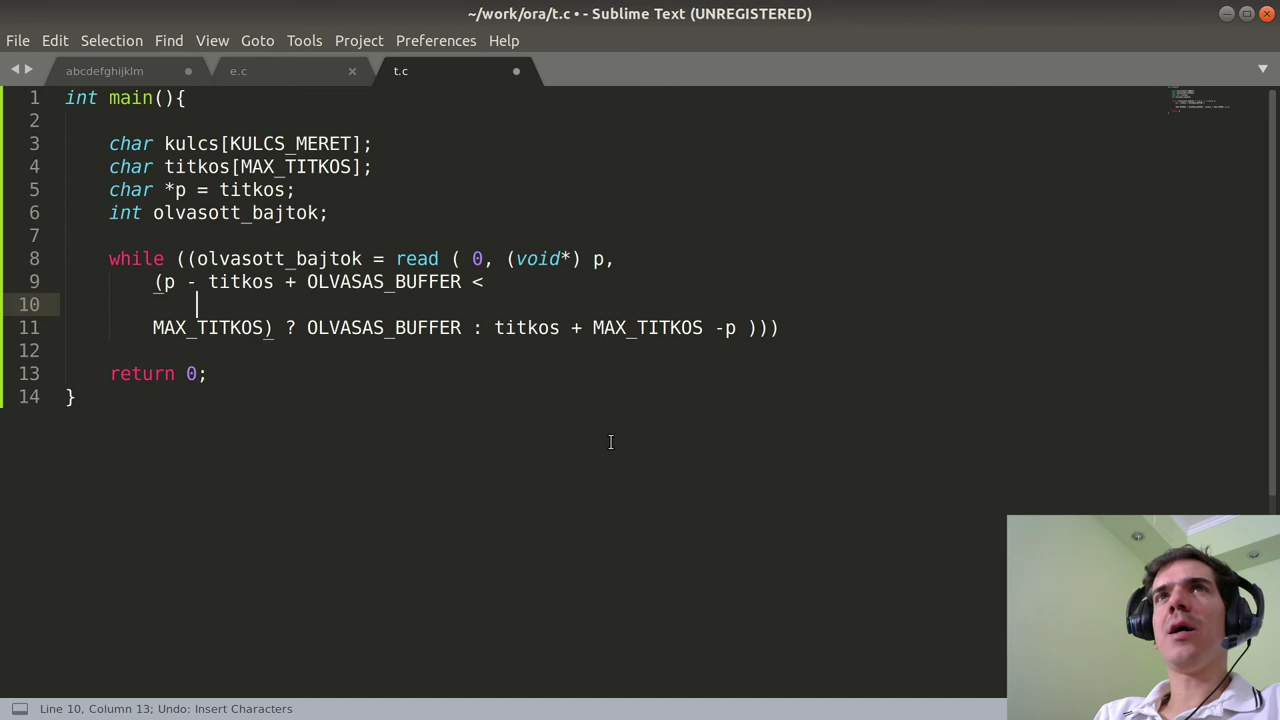 ~/work/ora/t.c • - Sublime Text (UNREGISTERED)
File Edit Selection Find View Goto Tools Project Preferences Help
abcdefghijklm e.c t.c
1 int main(){
2
3 char kulcs[KULCS_MERET];
4 char titkos[MAX_TITKOS];
5 char *p = titkos;
6 int olvasott_bajtok;
7
8 while ((olvasott_bajtok = read ( 0, (void*) p,
9 (p - titkos + OLVASAS_BUFFER <
10
11 MAX_TITKOS) ? OLVASAS_BUFFER : titkos + MAX_TITKOS -p )))
12
13 return 0;
14 }
Line 10, Column 13; Undo: Insert Characters